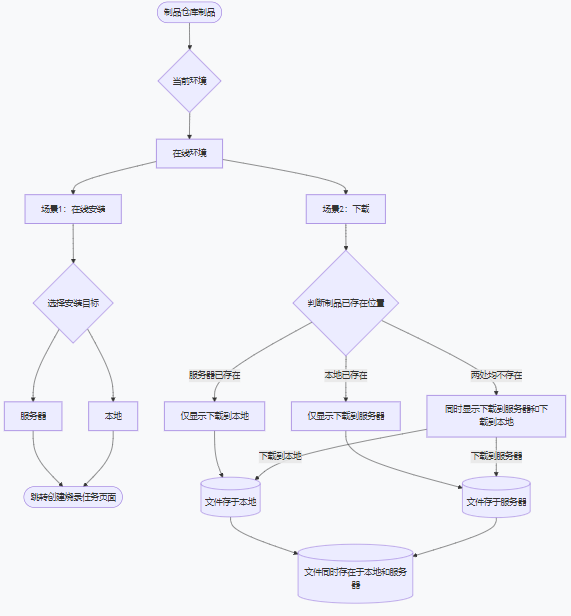 制品仓库制品
当前环境
在线环境
场景1：在线安装
场景2：下载
选择安装目标
判断制品已存在位置
服务器已存在
本地已存在
两处均不存在
服务器
本地
仅显示下载到本地
仅显示下载到服务器
同时显示下载到服务器和下
载到本地
下载到本地
下载到服务器
跳转创建烧录任务页面
文件存于本地
文件存于服务器
文件同时存在于本地和服务
器